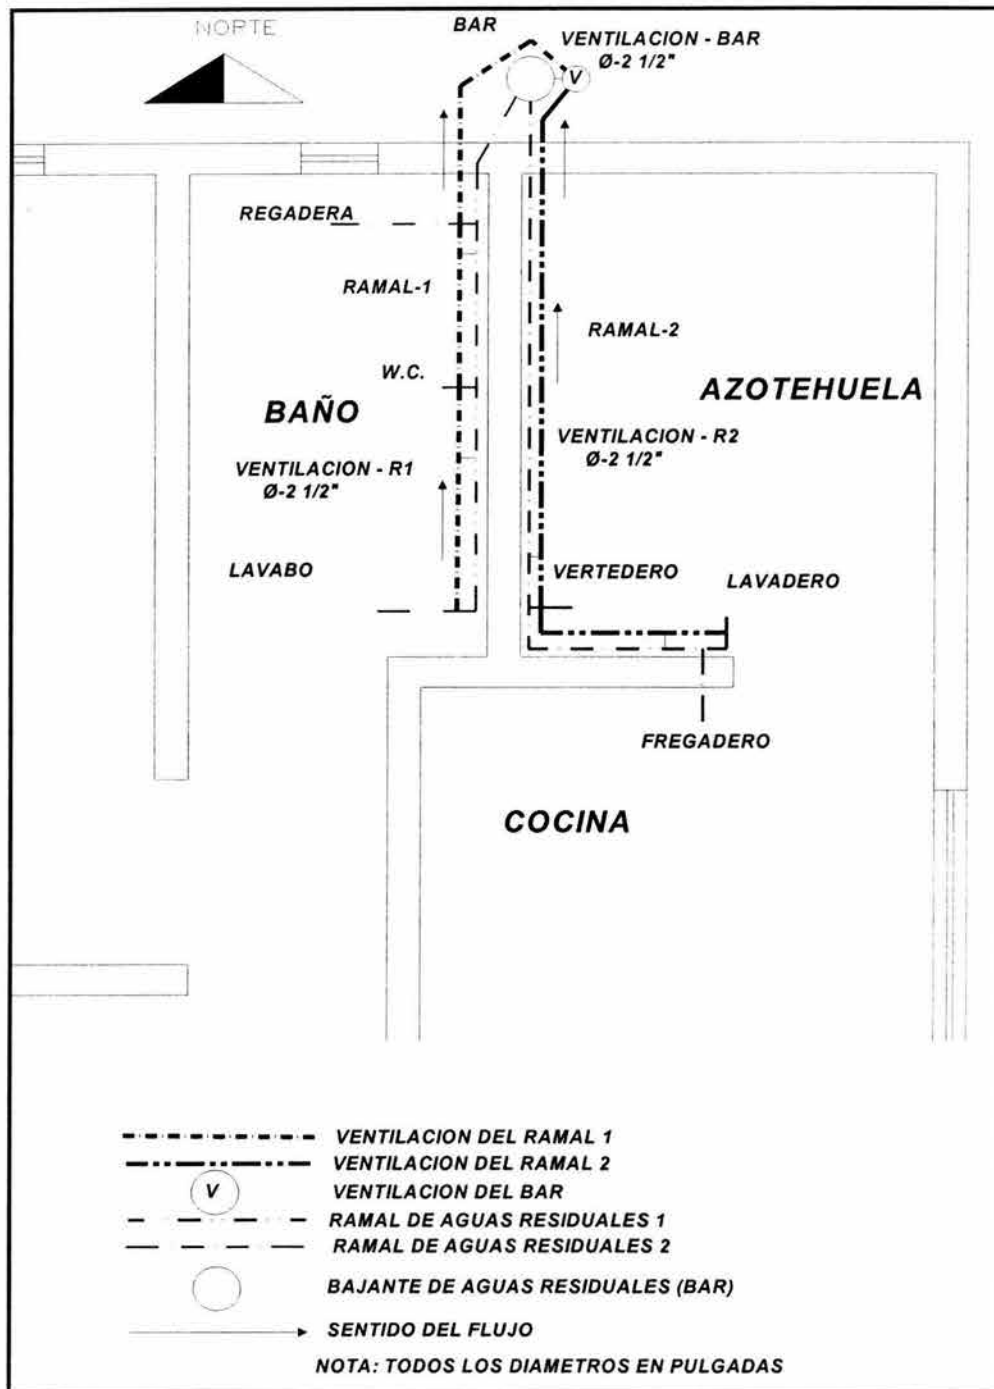 NORTE
BAR
VENTILACION - BAR
Ø-2 1/2"
V
REGADERA
RAMAL-1
RAMAL-2
W.C.
BAÑO
AZOTEHUELA
VENTILACION - R1
Ø-2 1/2"
VENTILACION - R2
Ø-2 1/2"
LAVABO
VERTEDERO
LAVADERO
FREGADERO
COCINA
VENTILACION DEL RAMAL 1
VENTILACION DEL RAMAL 2
V
VENTILACION DEL BAR
RAMAL DE AGUAS RESIDUALES 1
RAMAL DE AGUAS RESIDUALES 2
BAJANTE DE AGUAS RESIDUALES (BAR)
SENTIDO DEL FLUJO
NOTA: TODOS LOS DIAMETROS EN PULGADAS